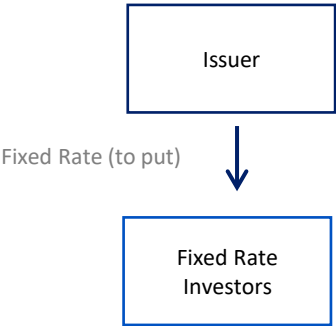 Issuer
Fixed Rate (to put)
Fixed Rate
Investors